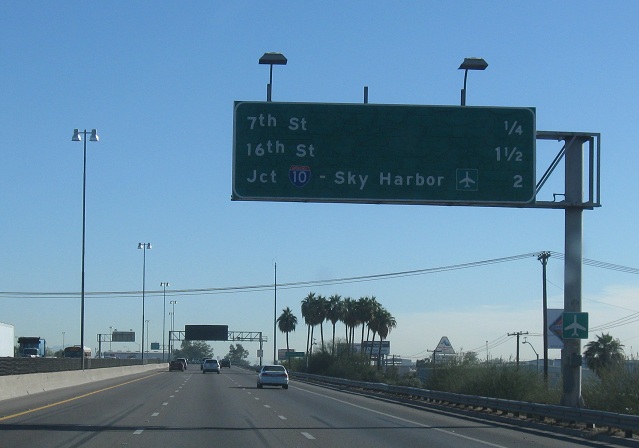 7th St 1/4
16th St 1 1/2
Jct 10 - Sky Harbor 2